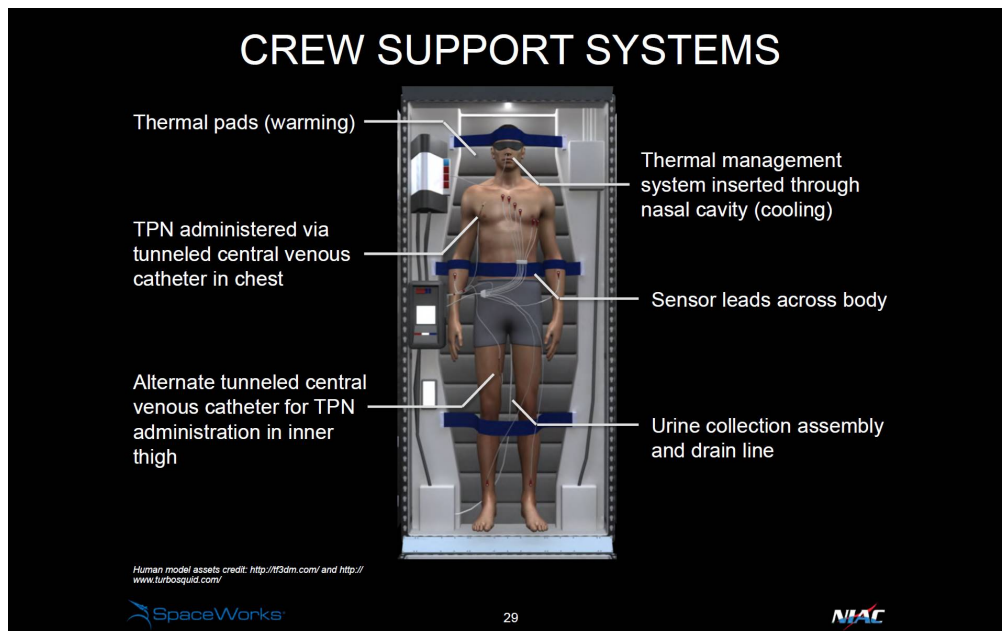 CREW SUPPORT SYSTEMS
Thermal pads (warming)
TPN administered via
tunneled central venous
catheter in chest
Alternate tunneled central
venous catheter for TPN
administration in inner
thigh
Thermal management
system inserted through
nasal cavity (cooling)
Sensor leads across body
Urine collection assembly
and drain line
Human model assets credit: http://tf3dm.com/ and http://
www.turbosquid.com/
SpaceWorks
29
NIAC